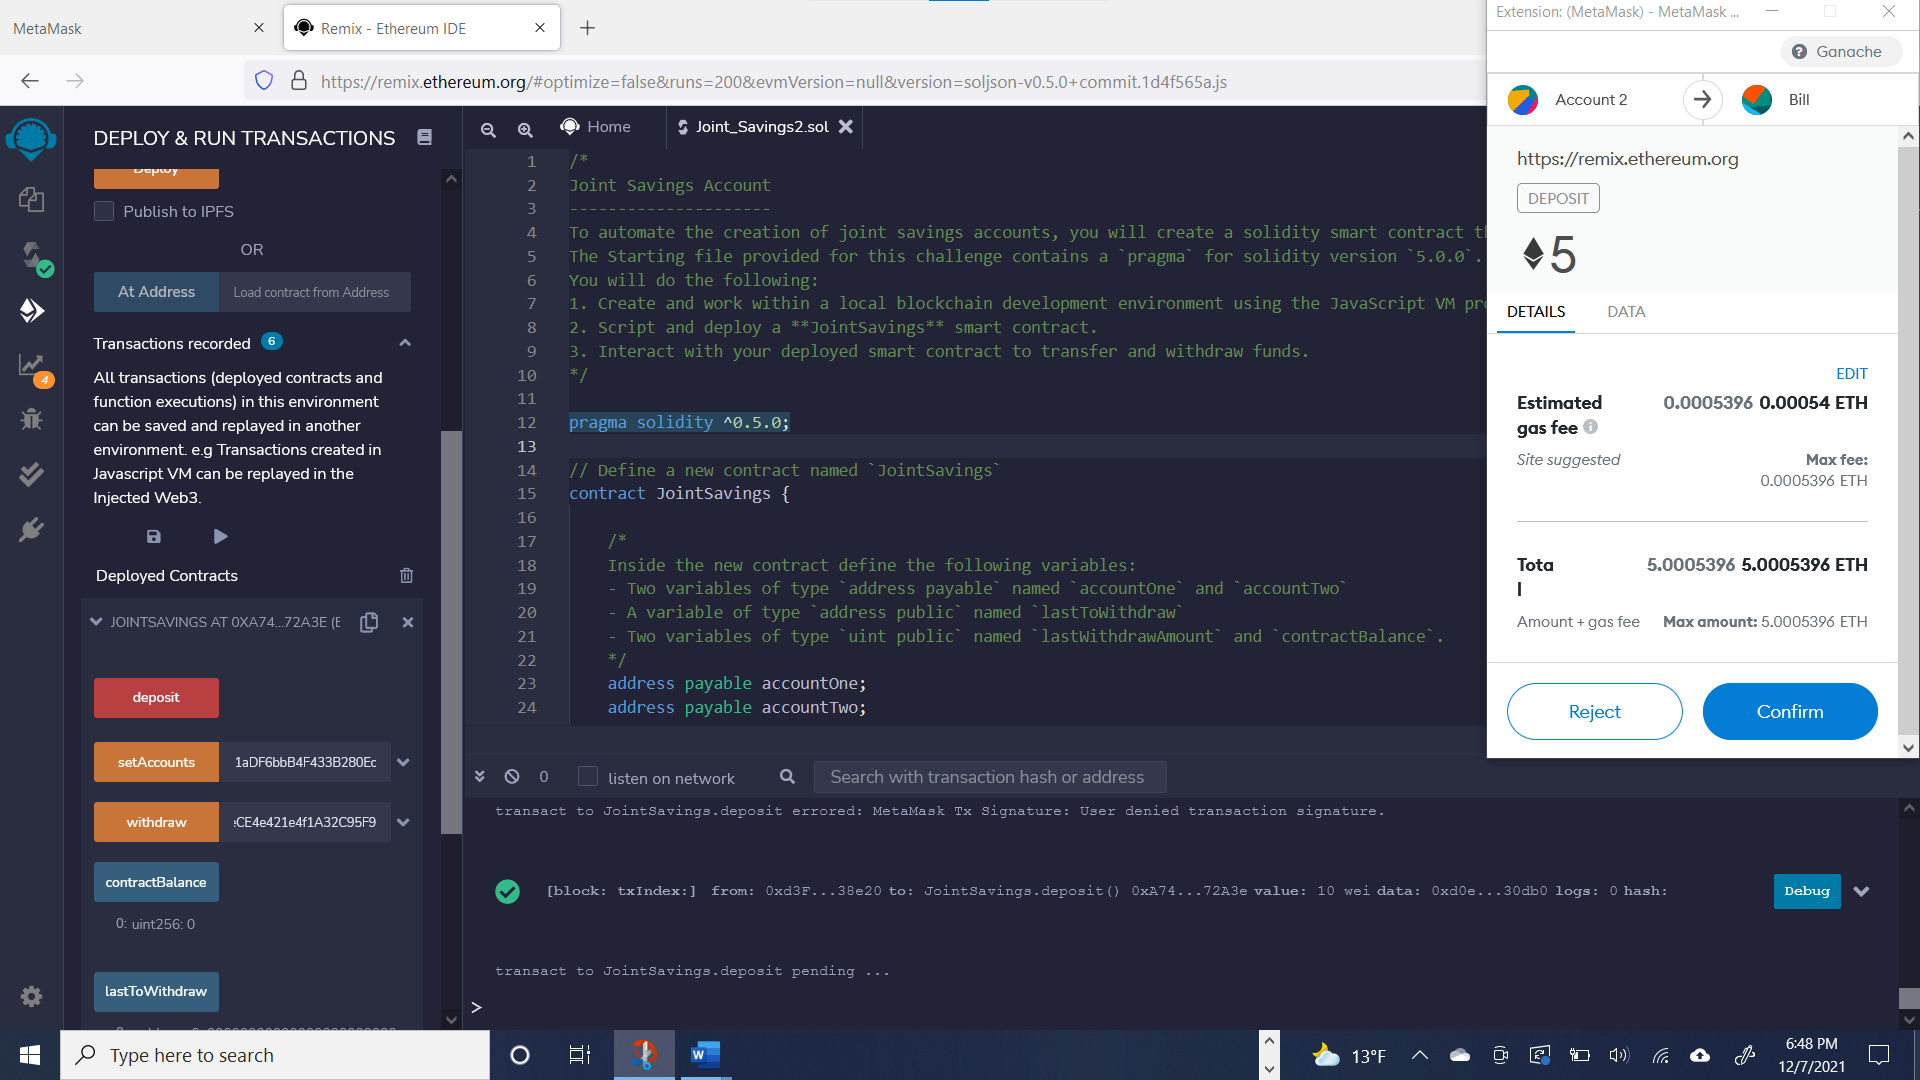 MetaMask
Remix - Ethereum IDE
https://remix.ethereum.org/#optimize=false&runs=200&evmVersion=null&version=soljson-v0.5.0+commit.1d4f565a.js
DEPLOY & RUN TRANSACTIONS
Deploy
Publish to IPFS
OR
At Address
Load contract from Address
Transactions recorded 6
All transactions (deployed contracts and
function executions) in this environment
can be saved and replayed in another
environment. e.g Transactions created in
Javascript VM can be replayed in the
Injected Web3.
Deployed Contracts
JOINTSAVINGS AT 0XA74...72A3E (E
deposit
setAccounts 1aDF6bbB4F433B280Ec
withdraw CE4e421e4f1A32C95F9
contractBalance
0: uint256: 0
lastToWithdraw
4
Home
Joint_Savings2.sol
1 /*
2 Joint Savings Account
3 ---------------------
4 To automate the creation of joint savings accounts, you will create a solidity smart contract th
5 The Starting file provided for this challenge contains a `pragma` for solidity version `5.0.0`.
6 You will do the following:
7 1. Create and work within a local blockchain development environment using the JavaScript VM pro
8 2. Script and deploy a **JointSavings** smart contract.
9 3. Interact with your deployed smart contract to transfer and withdraw funds.
10 */
11
12 pragma solidity ^0.5.0;
13
14 // Define a new contract named `JointSavings`
15 contract JointSavings {
16
17 /*
18 Inside the new contract define the following variables:
19 - Two variables of type `address payable` named `accountOne` and `accountTwo`
20 - A variable of type `address public` named `lastToWithdraw`
21 - Two variables of type `uint public` named `lastWithdrawAmount` and `contractBalance`.
22 */
23 address payable accountOne;
24 address payable accountTwo;
0 listen on network Search with transaction hash or address
transact to JointSavings.deposit errored: MetaMask Tx Signature: User denied transaction signature.
[block: txIndex:] from: 0xd3F...38e20 to: JointSavings.deposit() 0xA74...72A3e value: 10 wei data: 0xd0e...30db0 logs: 0 hash:
Debug
transact to JointSavings.deposit pending ...
>
Extension: (MetaMask) - MetaMask ...
Ganache
Account 2
Bill
https://remix.ethereum.org
DEPOSIT
5
DETAILS DATA
EDIT
Estimated 0.0005396 0.00054 ETH
gas fee
Site suggested Max fee:
0.0005396 ETH
Tota 5.0005396 5.0005396 ETH
l
Amount + gas fee Max amount: 5.0005396 ETH
Reject Confirm
Type here to search
13°F
6:48 PM
12/7/2021